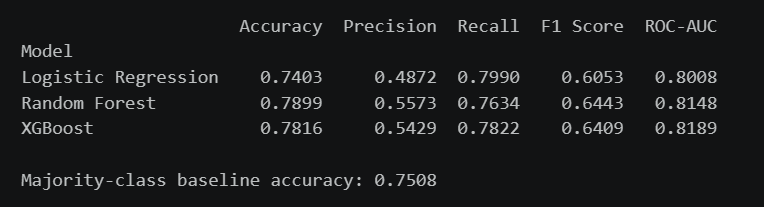 Accuracy Precision Recall F1 Score ROC-AUC
Model
Logistic Regression 0.7403 0.4872 0.7990 0.6053 0.8008
Random Forest 0.7899 0.5573 0.7634 0.6443 0.8148
XGBoost 0.7816 0.5429 0.7822 0.6409 0.8189
Majority-class baseline accuracy: 0.7508